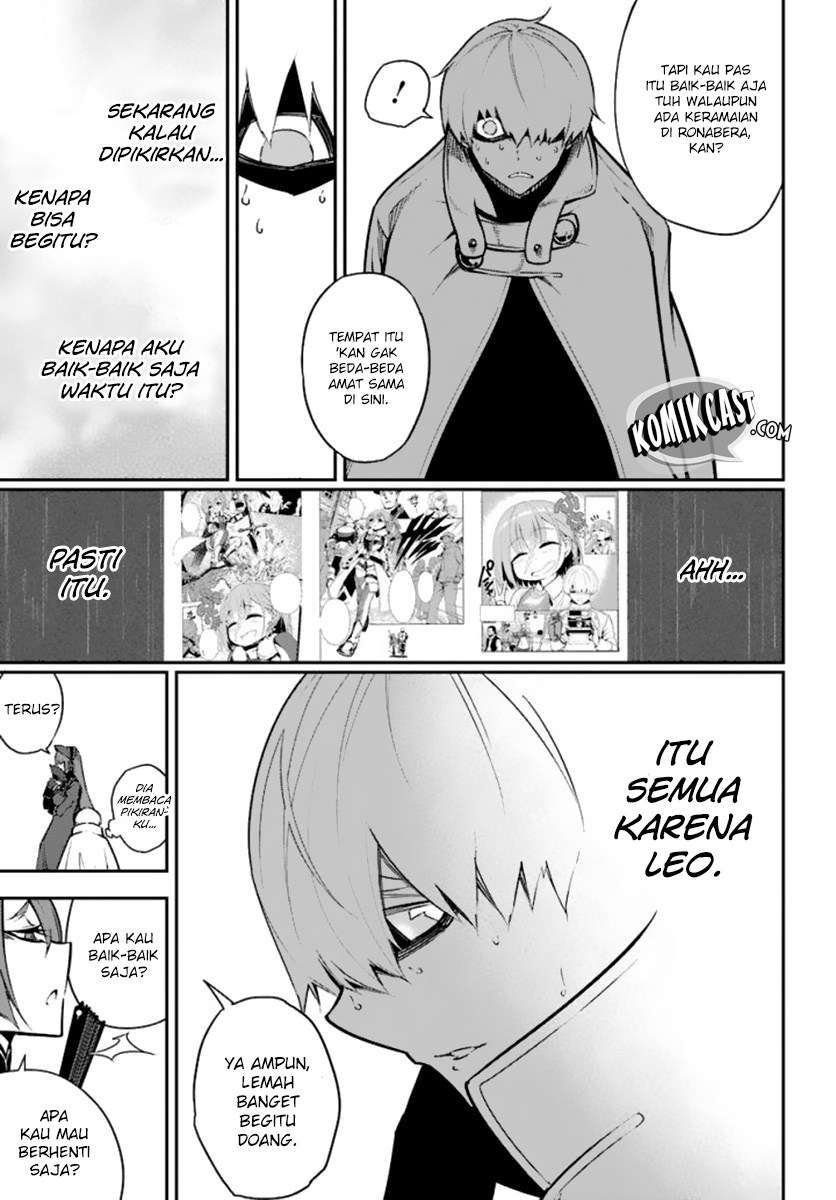 TAPI KAU PAS
ITU BAIK-BAIK AJA
TUH WALAUPUN
ADA KERAMAIAN
DI RONABERA,
KAN?
!
TEMPAT ITU
'KAN GAK
BEDA-BEDA
AMAT SAMA
DI SINI.
KOMIKCAST
.COM
SEKARANG
KALAU
DIPIKIRKAN...
KENAPA
BISA
BEGITU?
KENAPA AKU
BAIK-BAIK SAJA
WAKTU ITU?
AHH...
PASTI
ITU.
ITU
SEMUA
KARENA
LEO.
YA AMPUN,
LEMAH
BANGET
BEGITU
DOANG.
TERUS?
DIA
MEMBACA
PIKIRAN-
KU...
APA KAU
BAIK-BAIK
SAJA?
APA
KAU MAU
BERHENTI
SAJA?